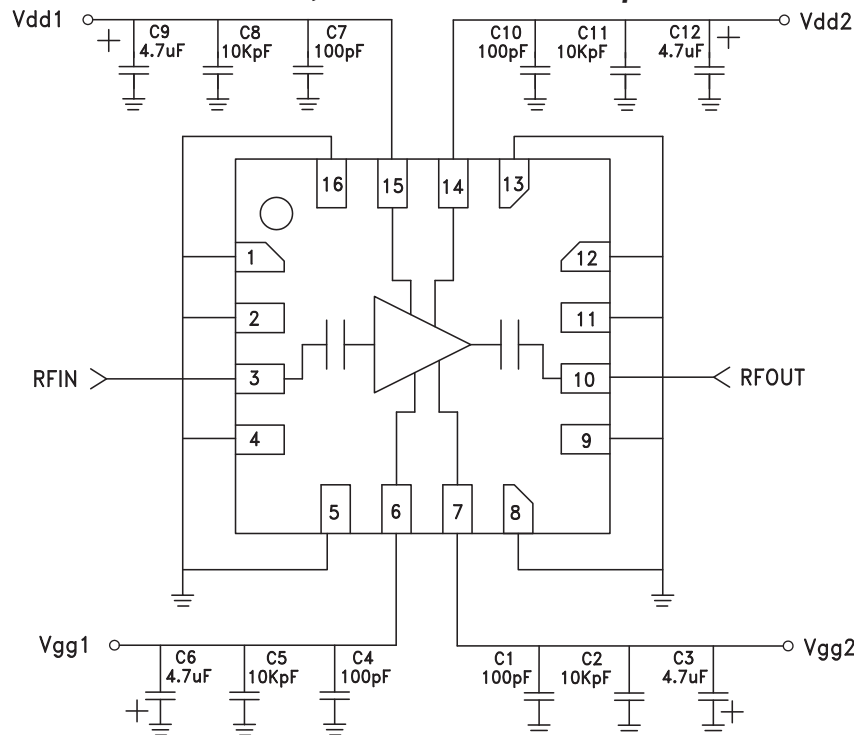 Vdd1
C9
4.7uF
C8
10KpF
C7
100pF
C10
100pF
C11
10KpF
C12
4.7uF
Vdd2
16
15
14
13
1
12
2
11
RFIN
3
10
RFOUT
4
9
5
6
7
8
Vgg1
C6
4.7uF
C5
10KpF
C4
100pF
C1
100pF
C2
10KpF
C3
4.7uF
Vgg2